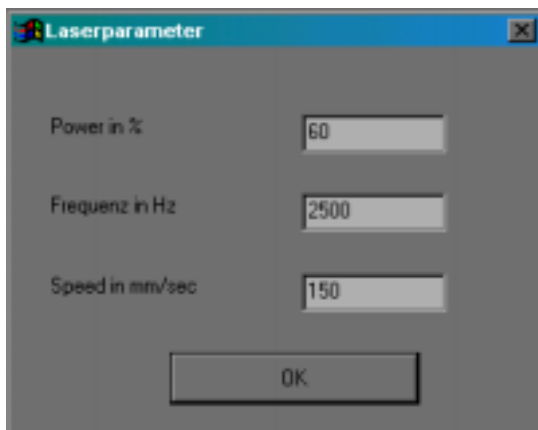 Laserparameter
Power in % 60
Frequenz in Hz 2500
Speed in mm/sec 150
OK